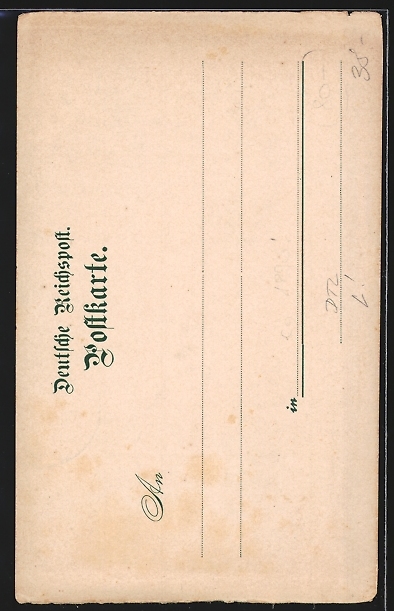 Deutsche Reichspost.
Postkarte.
An
in